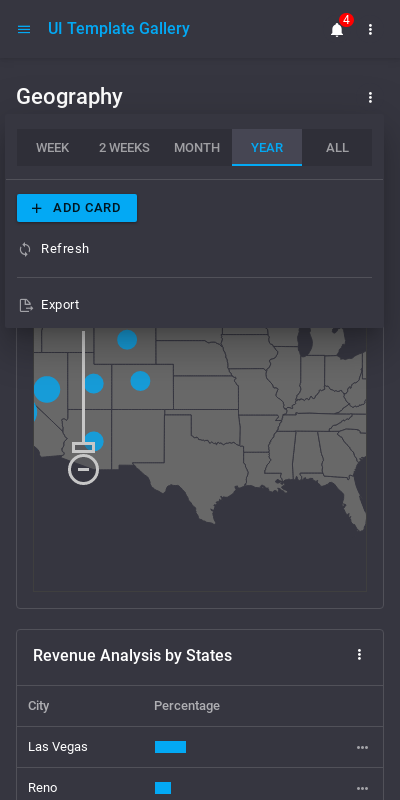 UI Template Gallery
4
Geography
WEEK 2 WEEKS MONTH YEAR ALL
ADD CARD
Refresh
Export
Revenue Analysis by States
City Percentage
Las Vegas
Reno